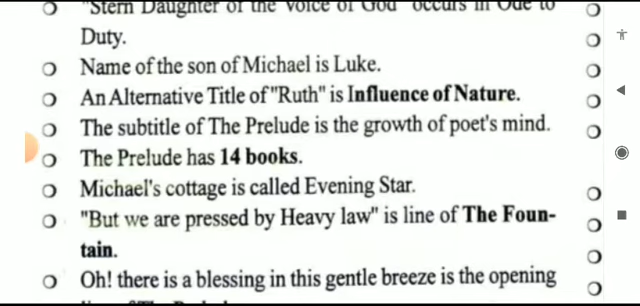 "Stern Daughter of the Voice of God" occurs in Ode to
Duty.
Name of the son of Michael is Luke.
An Alternative Title of "Ruth" is Influence of Nature.
The subtitle of The Prelude is the growth of poet's mind.
The Prelude has 14 books.
Michael's cottage is called Evening Star.
"But we are pressed by Heavy law" is line of The Foun-
tain.
Oh! there is a blessing in this gentle breeze is the opening